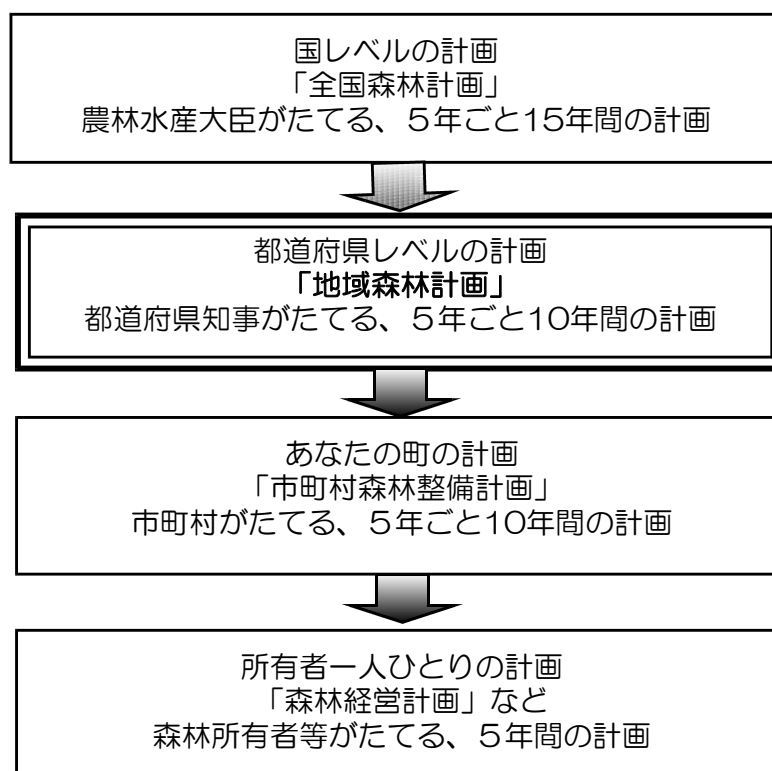 国レベルの計画
「全国森林計画」
農林水産大臣がたてる、５年ごと15年間の計画
都道府県レベルの計画
「地域森林計画」
都道府県知事がたてる、５年ごと10年間の計画
あなたの町の計画
「市町村森林整備計画」
市町村がたてる、５年ごと10年間の計画
所有者一人ひとりの計画
「森林経営計画」など
森林所有者等がたてる、５年間の計画